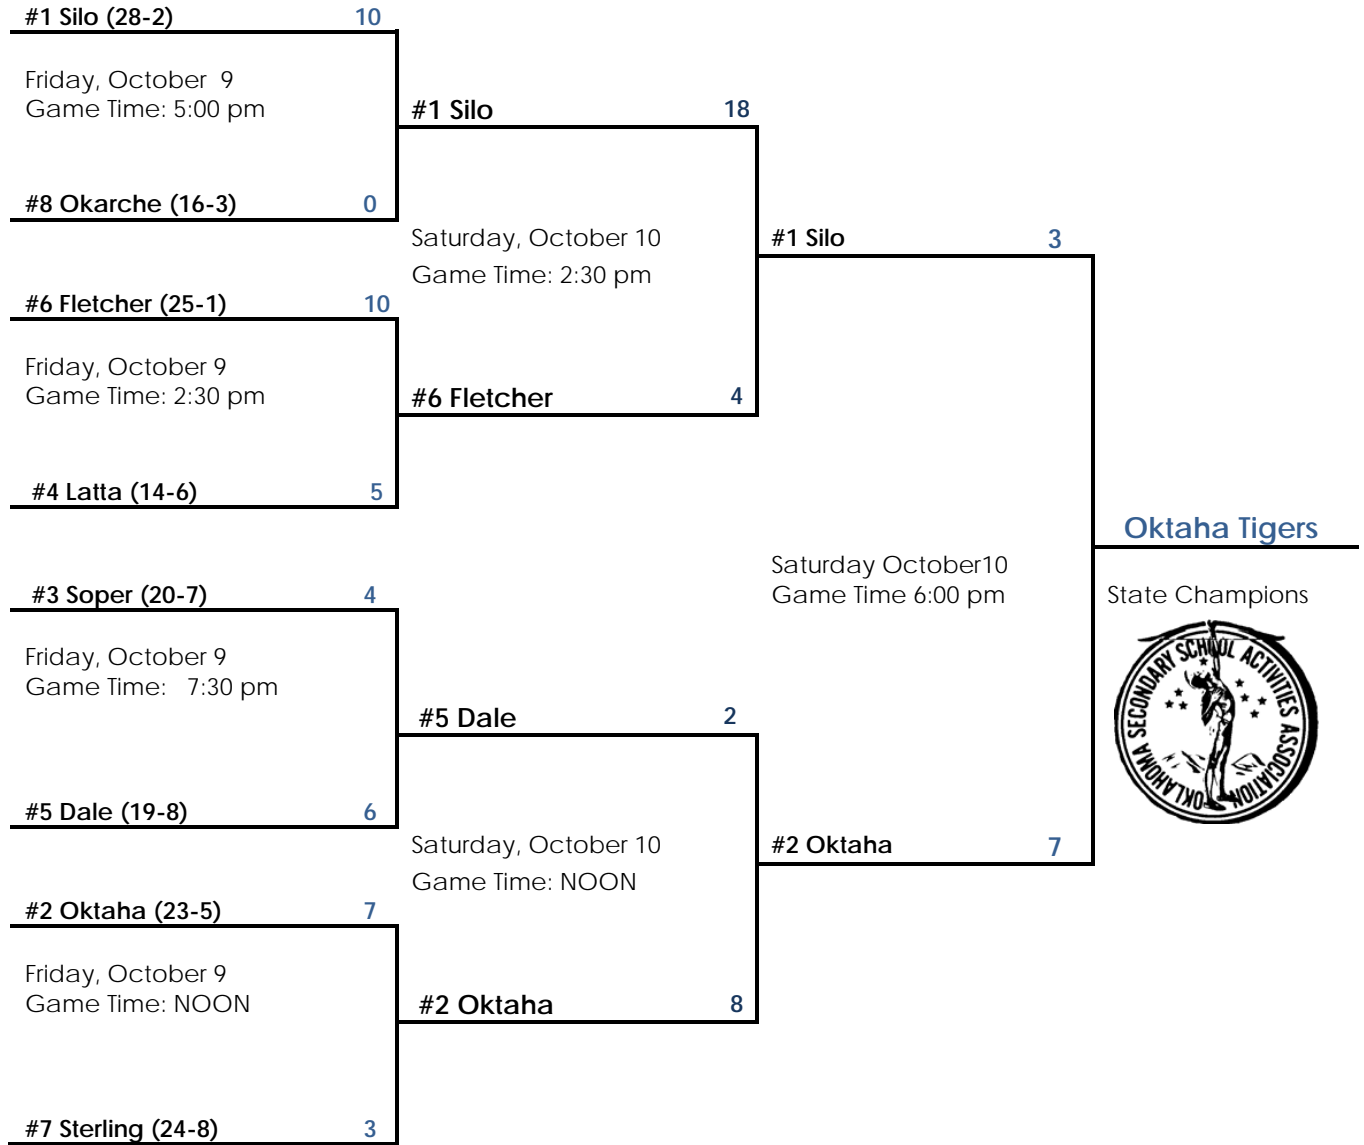 #1 Silo (28-2) 10
Friday, October 9
Game Time: 5:00 pm
#8 Okarche (16-3) 0
#6 Fletcher (25-1) 10
Friday, October 9
Game Time: 2:30 pm
#4 Latta (14-6) 5
#3 Soper (20-7) 4
Friday, October 9
Game Time: 7:30 pm
#5 Dale (19-8) 6
#2 Oktaha (23-5) 7
Friday, October 9
Game Time: NOON
#7 Sterling (24-8) 3
#1 Silo 18
Saturday, October 10
Game Time: 2:30 pm
#6 Fletcher 4
#5 Dale 2
Saturday, October 10
Game Time: NOON
#2 Oktaha 8
#1 Silo 3
Saturday October10
Game Time 6:00 pm
#2 Oktaha 7
Oktaha Tigers
State Champions
OKLAHOMA SECONDARY SCHOOL ACTIVITIES ASSOCIATION